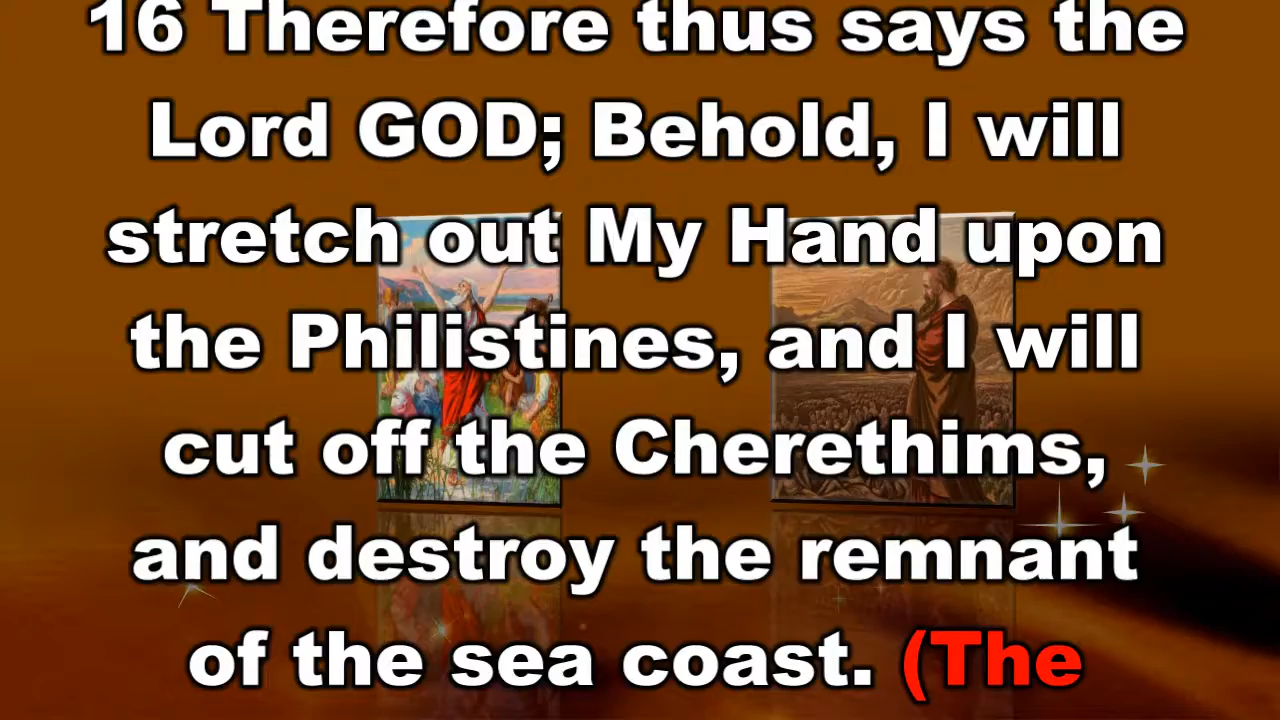 16 Therefore thus says the
Lord GOD; Behold, I will
stretch out My Hand upon
the Philistines, and I will
cut off the Cherethims,
and destroy the remnant
of the sea coast. (The